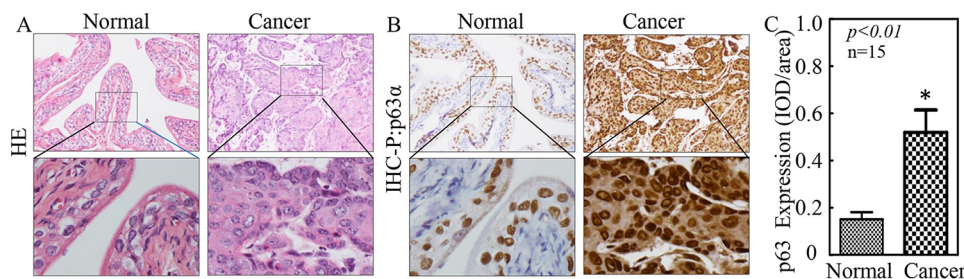 A
Normal
Cancer
HE
B
Normal
Cancer
IHC-P:p63α
C
p63 Expression (IOD/area)
1.0
0.8
0.6
0.4
0.2
0
p<0.01
n=15
*
Normal
Cancer